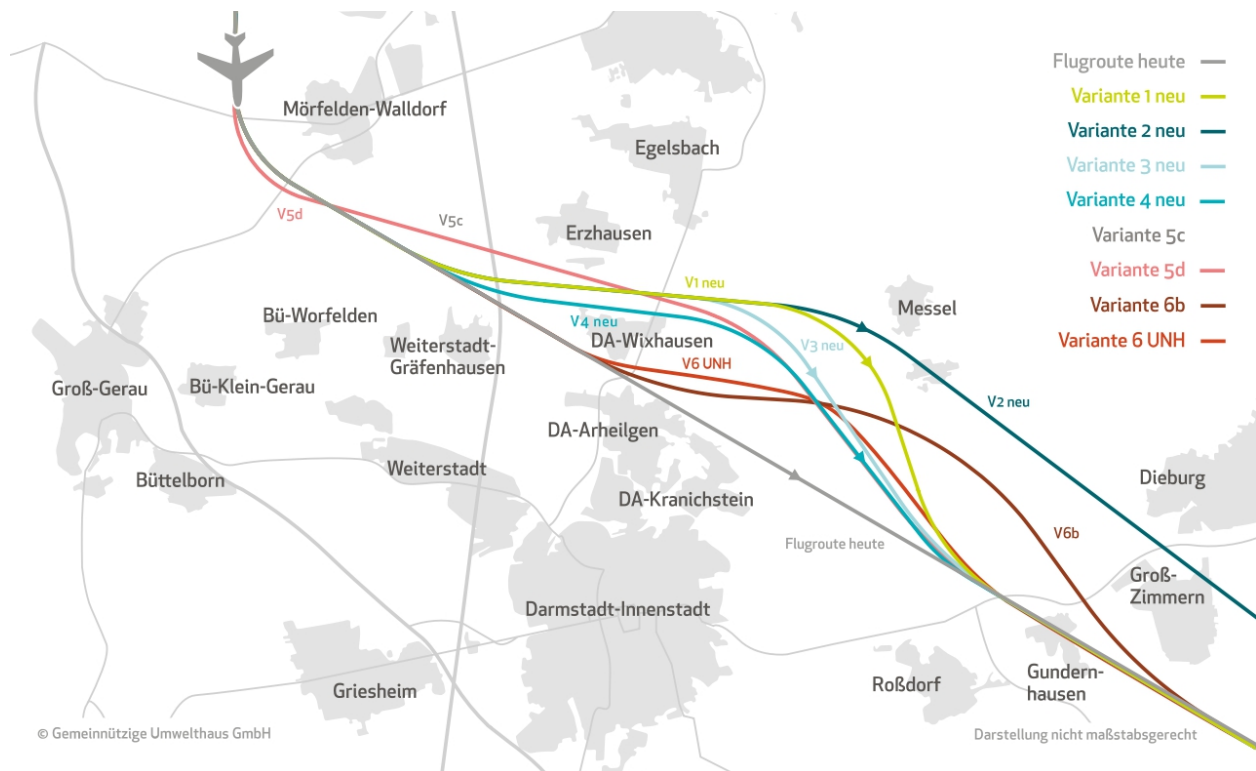 Flugroute heute
Variante 1 neu
Variante 2 neu
Variante 3 neu
Variante 4 neu
Variante 5c
Variante 5d
Variante 6b
Variante 6 UNH
Mörfelden-Walldorf
Egelsbach
V5d
V5c
Erzhausen
V1 neu
Messel
Bü-Worfelden
V4 neu
DA-Wixhausen
V3 neu
Weiterstadt-
Gräfenhausen
V6 UNH
Groß-Gerau
Bü-Klein-Gerau
V2 neu
DA-Arheilgen
Weiterstadt
Büttelborn
Dieburg
DA-Kranichstein
Flugroute heute
V6b
Groß-
Zimmern
Darmstadt-Innenstadt
Gundern-
hausen
Roßdorf
Griesheim
© Gemeinnützige Umwelthaus GmbH
Darstellung nicht maßstabsgerecht